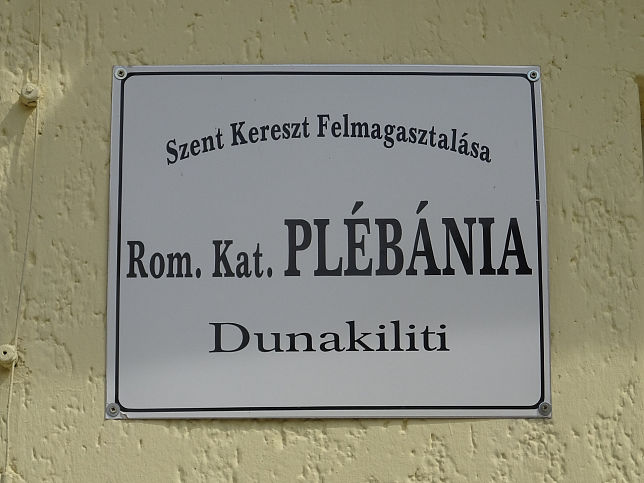 Szent Kereszt Felmagasztalása
Rom. Kat. PLÉBÁNIA
Dunakiliti